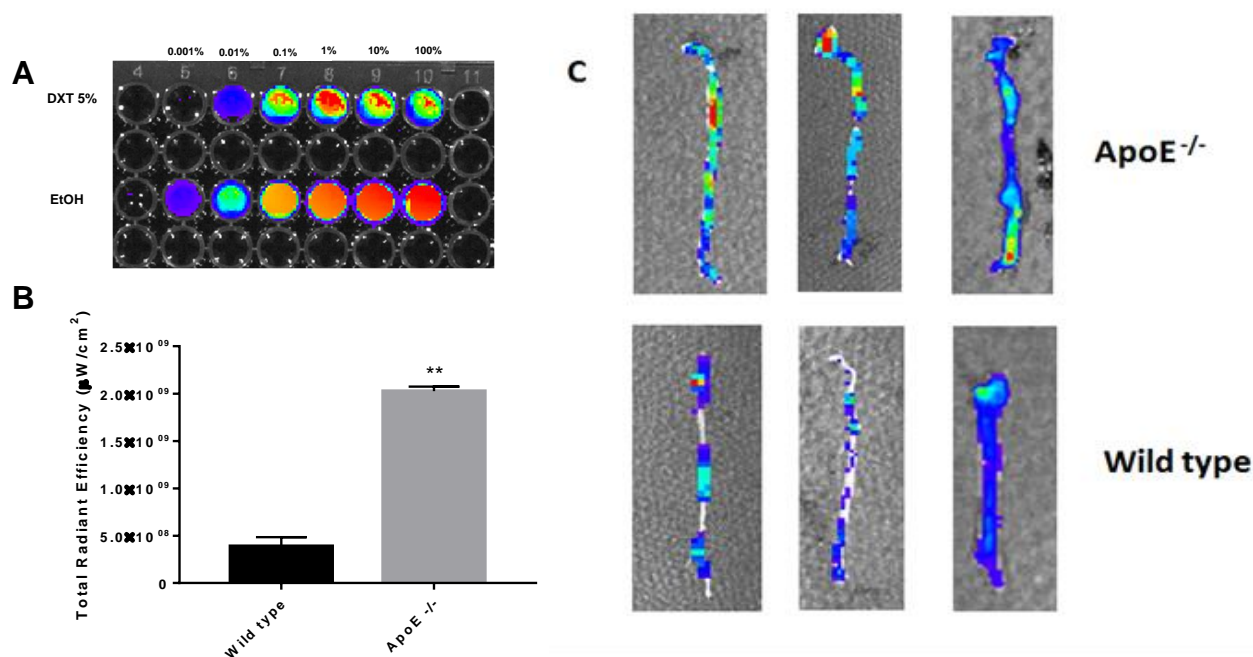 A
0.001% 0.01% 0.1% 1% 10% 100%
4 5 6 7 8 9 10 11
DXT 5%
EtOH
B
Total Radiant Efficiency (µW/cm²)
2.5✖10⁰⁹
2.0✖10⁰⁹
1.5✖10⁰⁹
1.0✖10⁰⁹
5.0✖10⁰⁸
0
**
Wild type
ApoE -/-
C
ApoE -/-
Wild type